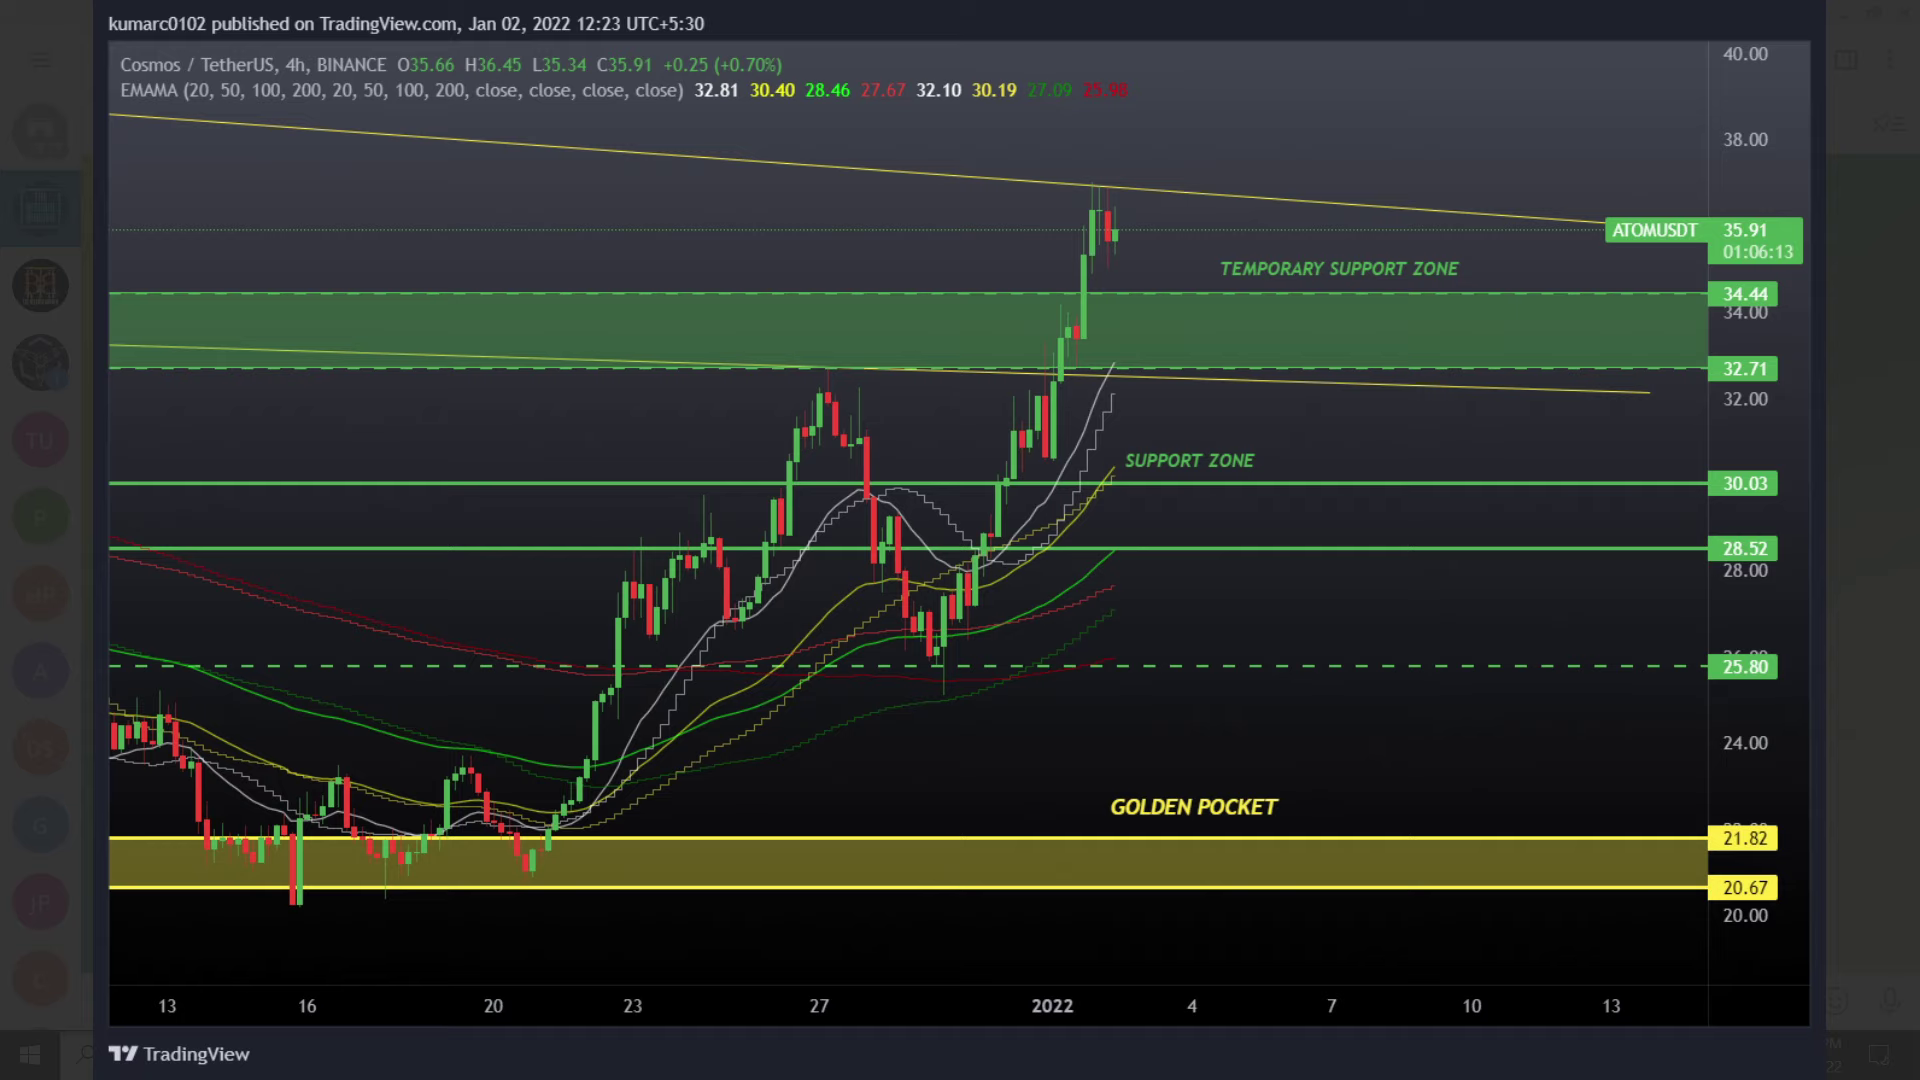 kumarc0102 published on TradingView.com, Jan 02, 2022 12:23 UTC+5:30
Cosmos / TetherUS, 4h, BINANCE O35.66 H36.45 L35.34 C35.91 +0.25 (+0.70%)
EMAMA (20, 50, 100, 200, 20, 50, 100, 200, close, close, close, close) 32.81 30.40 28.46 27.67 32.10 30.19 27.09 25.98
40.00
38.00
ATOMUSDT 35.91
01:06:13
TEMPORARY SUPPORT ZONE
34.44
34.00
32.71
32.00
SUPPORT ZONE
30.03
28.52
28.00
25.80
24.00
GOLDEN POCKET
21.82
20.67
20.00
13 16 20 23 27 2022 4 7 10 13
TradingView
TU
P
A
DS
G
JP